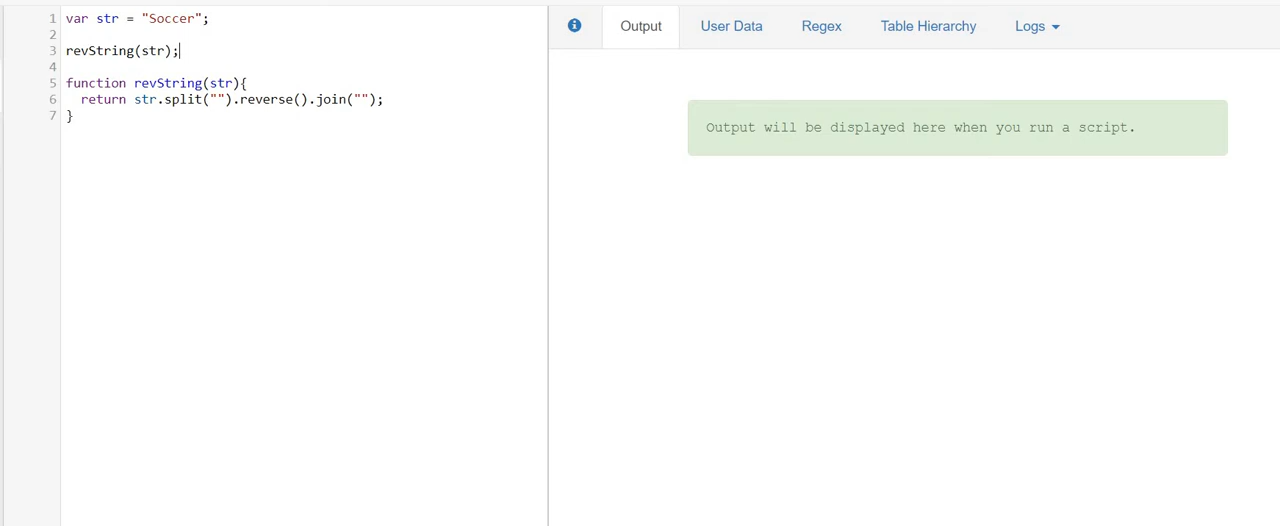 1 var str = "Soccer";
2
3 revString(str);
4
5 function revString(str){
6   return str.split("").reverse().join("");
7 }
Output User Data Regex Table Hierarchy Logs
Output will be displayed here when you run a script.